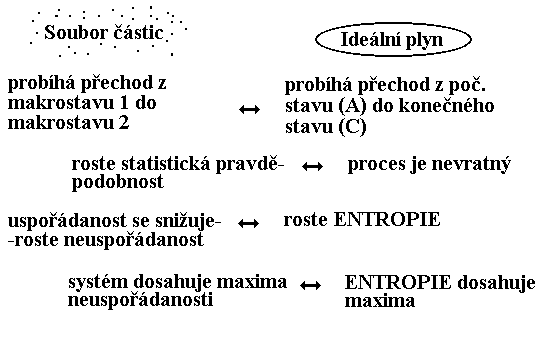 Soubor částic
Ideální plyn
probíhá přechod z
makrostavu 1 do
makrostavu 2
probíhá přechod z poč.
stavu (A) do konečného
stavu (C)
roste statistická pravdě-
podobnost
proces je nevratný
uspořádanost se snižuje-
-roste neuspořádanost
roste ENTROPIE
systém dosahuje maxima
neuspořádanosti
ENTROPIE dosahuje
maxima